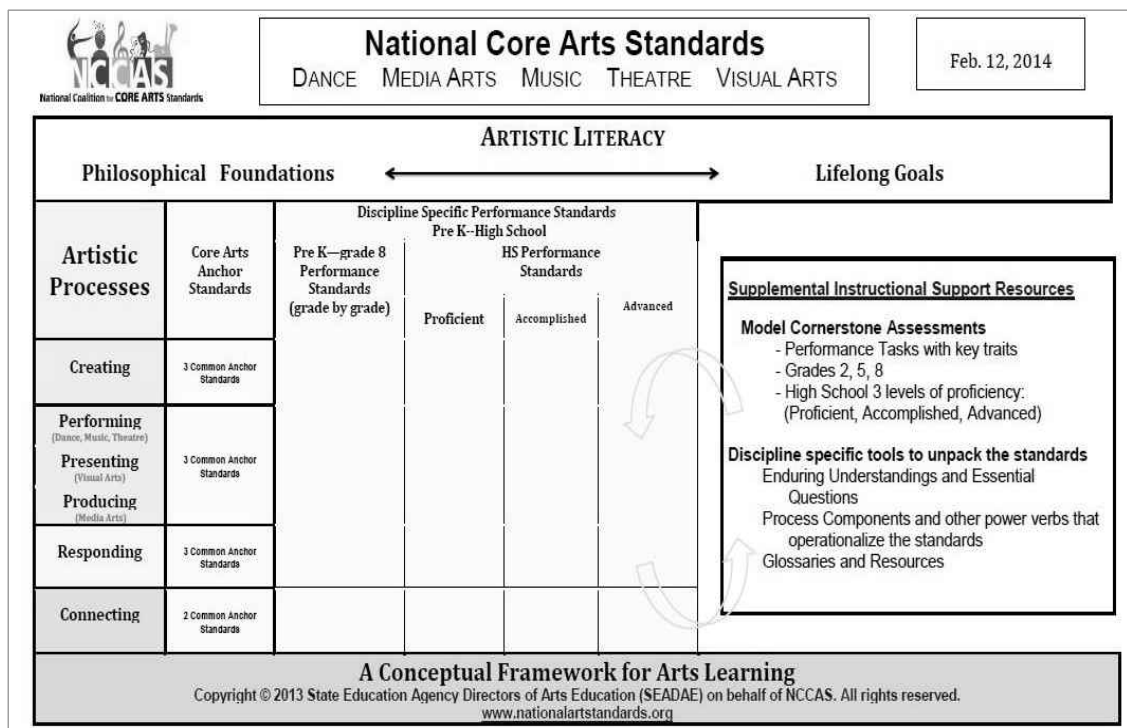 NCCAS
National Coalition for CORE ARTS Standards
National Core Arts Standards
DANCE MEDIA ARTS MUSIC THEATRE VISUAL ARTS
Feb. 12, 2014
ARTISTIC LITERACY
Philosophical Foundations
Lifelong Goals
Artistic
Processes
Core Arts
Anchor
Standards
Discipline Specific Performance Standards
Pre K--High School
Pre K—grade 8
Performance
Standards
(grade by grade)
HS Performance
Standards
Proficient
Accomplished
Advanced
Creating
3 Common Anchor
Standards
Performing
(Dance, Music, Theatre)
Presenting
(Visual Arts)
Producing
(Media Arts)
3 Common Anchor
Standards
Responding
3 Common Anchor
Standards
Connecting
2 Common Anchor
Standards
Supplemental Instructional Support Resources
Model Cornerstone Assessments
- Performance Tasks with key traits
- Grades 2, 5, 8
- High School 3 levels of proficiency:
(Proficient, Accomplished, Advanced)
Discipline specific tools to unpack the standards
Enduring Understandings and Essential
Questions
Process Components and other power verbs that
operationalize the standards
Glossaries and Resources
A Conceptual Framework for Arts Learning
Copyright © 2013 State Education Agency Directors of Arts Education (SEADAE) on behalf of NCCAS. All rights reserved.
www.nationalartstandards.org